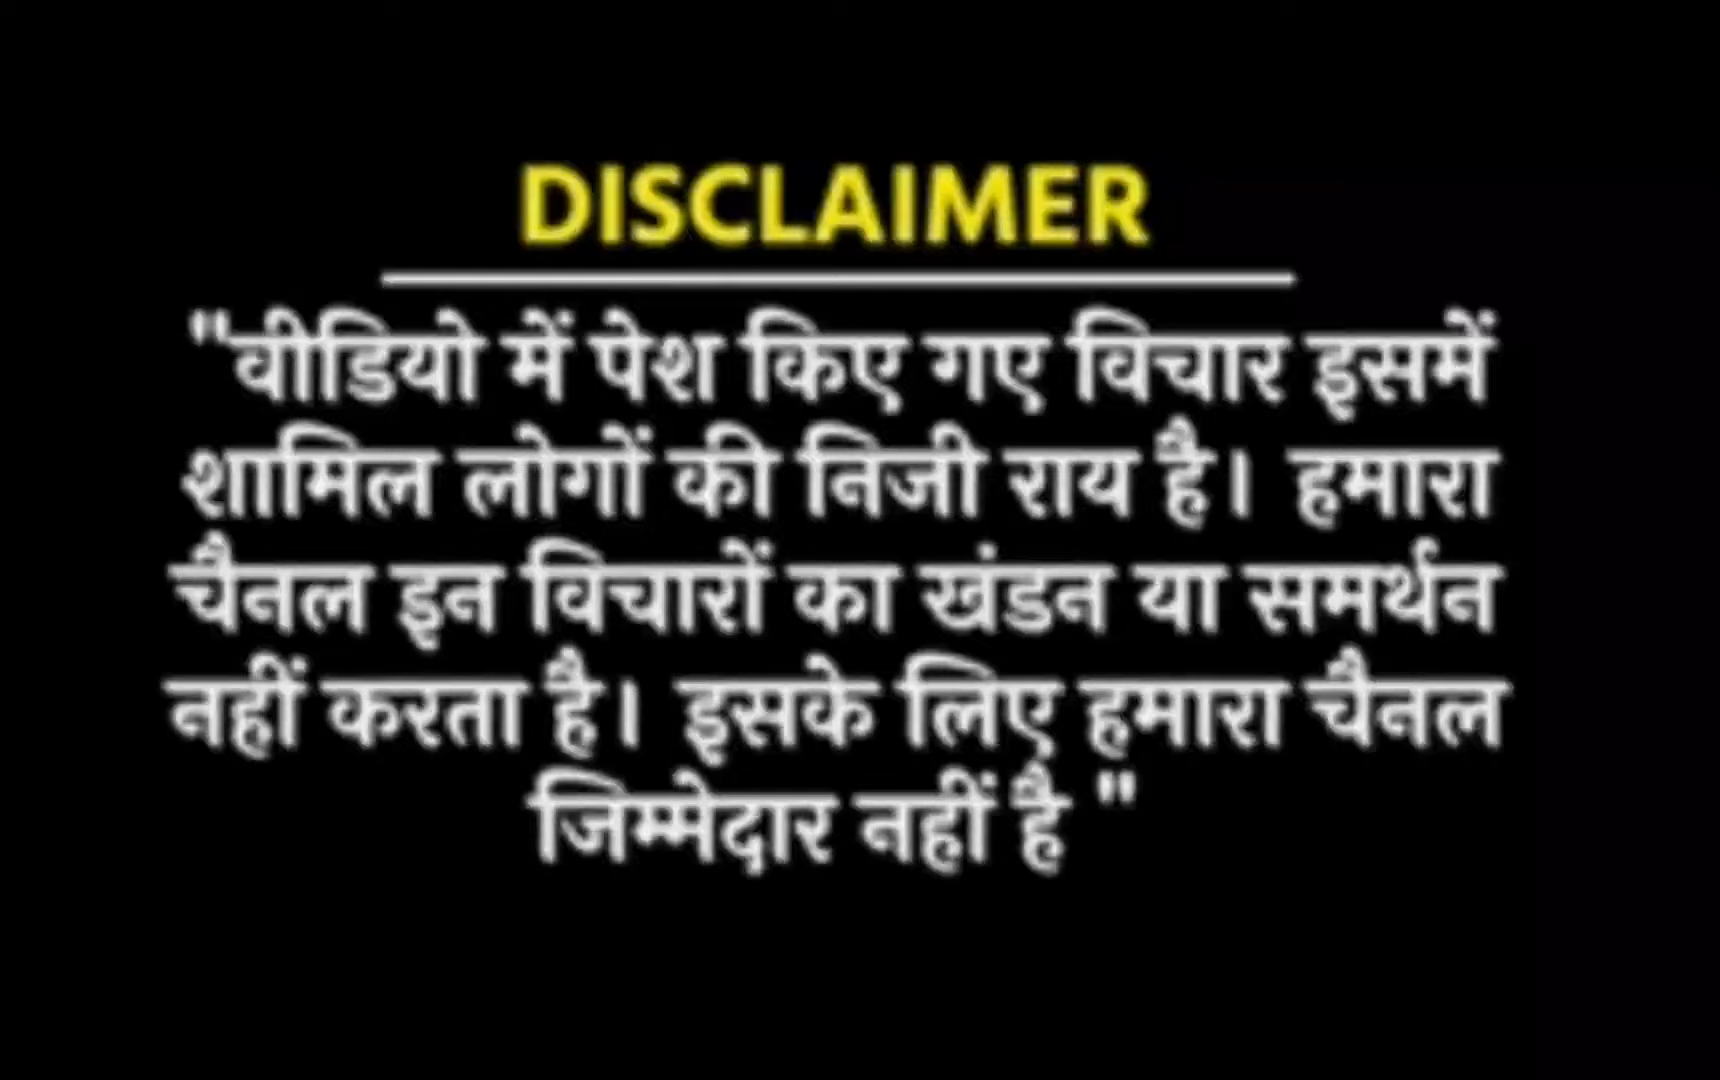 DISCLAIMER
"वीडियो में पेश किए गए विचार इसमें
शामिल लोगों की निजी राय है। हमारा
चैनल इन विचारों का खंडन या समर्थन
नहीं करता है। इसके लिए हमारा चैनल
जिम्मेदार नहीं है "